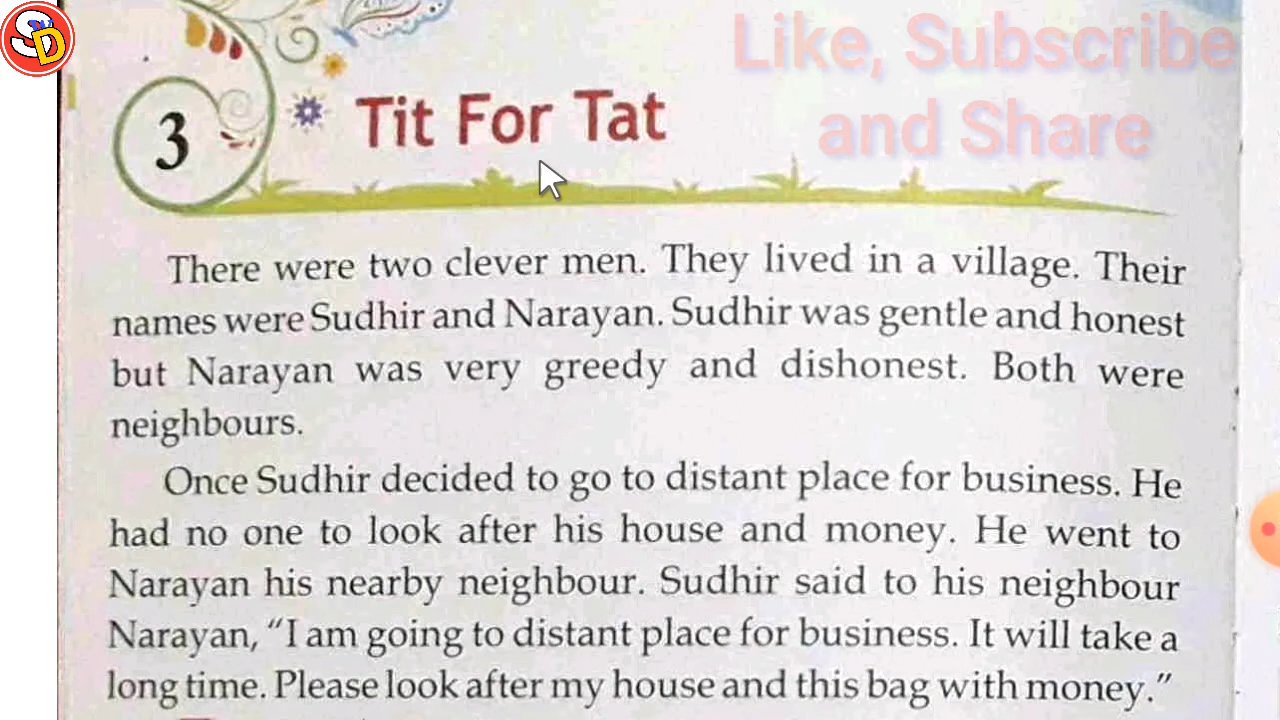 SD
Like, Subscribe
and Share
3
Tit For Tat
There were two clever men. They lived in a village. Their
names were Sudhir and Narayan. Sudhir was gentle and honest
but Narayan was very greedy and dishonest. Both were
neighbours.
Once Sudhir decided to go to distant place for business. He
had no one to look after his house and money. He went to
Narayan his nearby neighbour. Sudhir said to his neighbour
Narayan, “I am going to distant place for business. It will take a
long time. Please look after my house and this bag with money.”